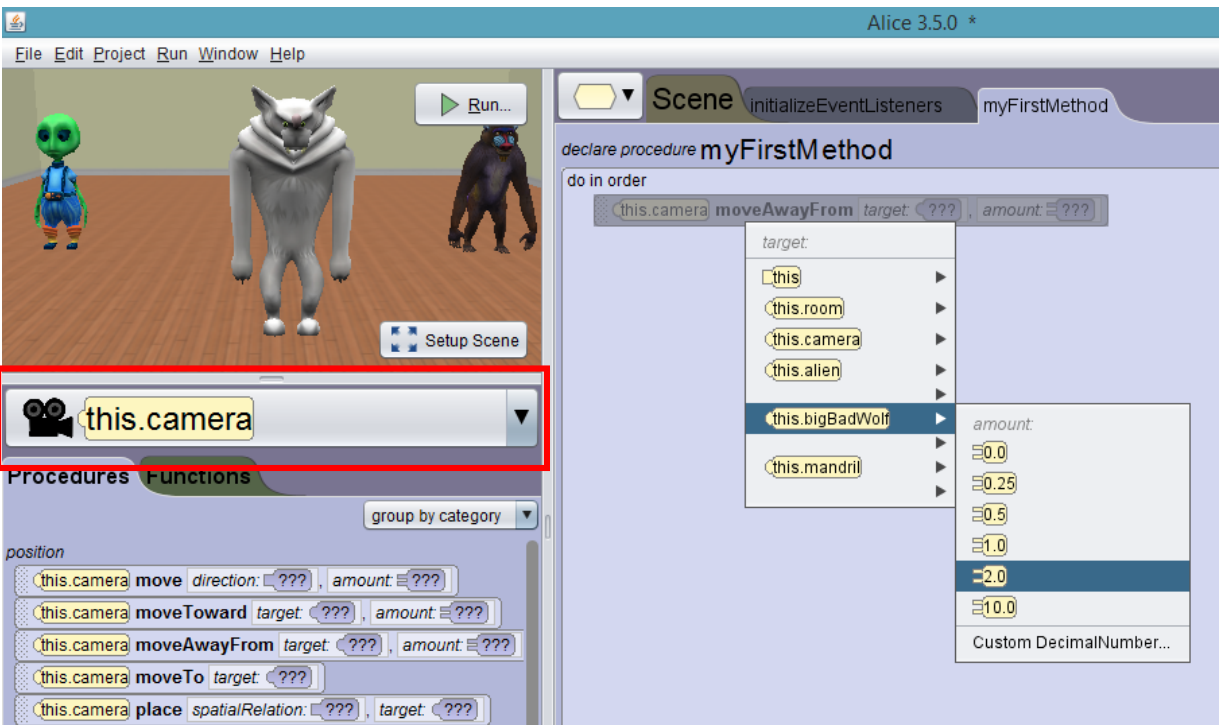 Alice 3.5.0 *
File Edit Project Run Window Help
Run...
Setup Scene
this.camera
Procedures Functions
group by category
position
this.camera move direction: ??? , amount: ???
this.camera moveToward target: ??? , amount: ???
this.camera moveAwayFrom target: ??? , amount: ???
this.camera moveTo target: ???
this.camera place spatialRelation: ??? , target: ???
Scene initializeEventListeners myFirstMethod
declare procedure myFirstMethod
do in order
this.camera moveAwayFrom target: ??? , amount: ???
target:
this
this.room
this.camera
this.alien
this.bigBadWolf
this.mandril
amount:
0.0
0.25
0.5
1.0
2.0
10.0
Custom DecimalNumber...